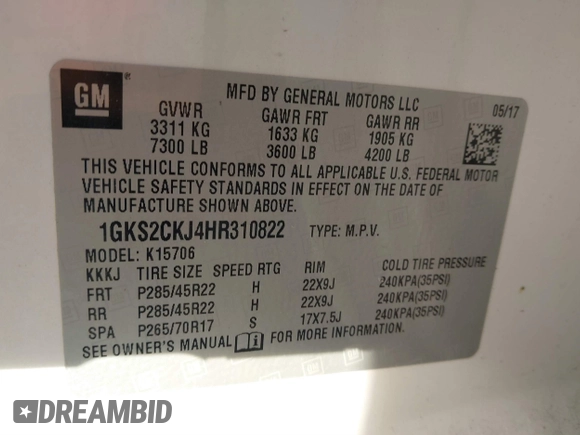 GM
MFD BY GENERAL MOTORS LLC
05/17
GVWR GAWR FRT GAWR RR
3311 KG 1633 KG 1905 KG
7300 LB 3600 LB 4200 LB
THIS VEHICLE CONFORMS TO ALL APPLICABLE U.S. FEDERAL MOTOR
VEHICLE SAFETY STANDARDS IN EFFECT ON THE DATE OF
MANUFACTURE SHOWN ABOVE.
1GKS2CKJ4HR310822 TYPE: M.P.V.
MODEL: K15706
KKKJ TIRE SIZE SPEED RTG RIM COLD TIRE PRESSURE
FRT P285/45R22 H 22X9J 240KPA(35PSI)
RR P285/45R22 H 22X9J 240KPA(35PSI)
SPA P265/70R17 S 17X7.5J 240KPA(35PSI)
SEE OWNER'S MANUAL FOR MORE INFORMATION.
DREAMBID